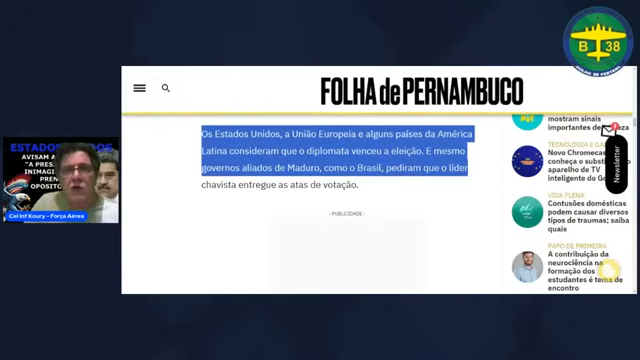 B 38
FOLHA de PERNAMBUCO
Os Estados Unidos, a União Europeia e alguns países da América
Latina consideram que o diplomata venceu a eleição. E mesmo
governos aliados de Maduro, como o Brasil, pediram que o líder
chavista entregue as atas de votação.
- PUBLICIDADE -
mostram sinais
importantes de
TECNOLOGIA E GA
Novo Chromecas
conheça o subst
aparelho de TV
inteligente do Go
VIDA PLENA
Contusões domésticas
podem causar diversos
tipos de traumas; saiba
quais
PAPO DE PRIMEIRA
A contribuição da
neurociência na
formação dos
estudantes é tema de
encontro
Newsletter
ESTADOS
AVISAM A
"A PRES
INIMAGI
PREN
OPOSITO
Cel Inf Koury – Força Aérea